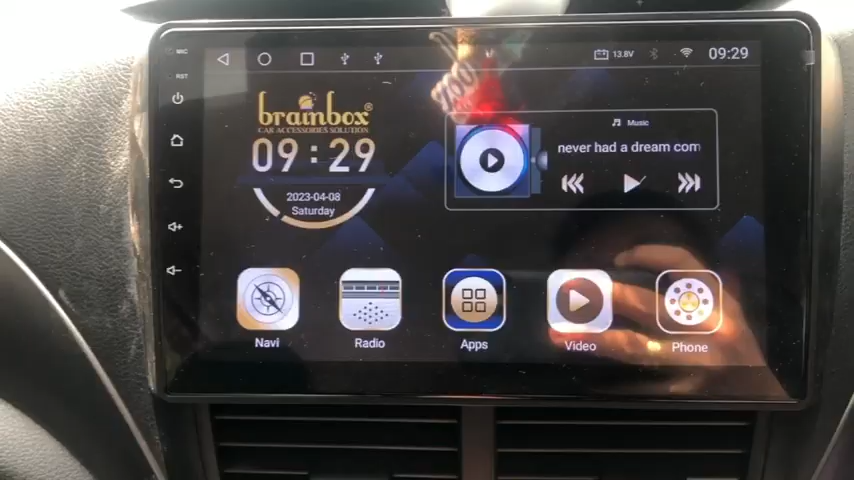 MIC
13.8V
09:29
RST
brainbox®
CAR ACCESSORIES SOLUTION
Music
never had a dream com
09:29
2023-04-08
Saturday
Navi
Radio
Apps
Video
Phone